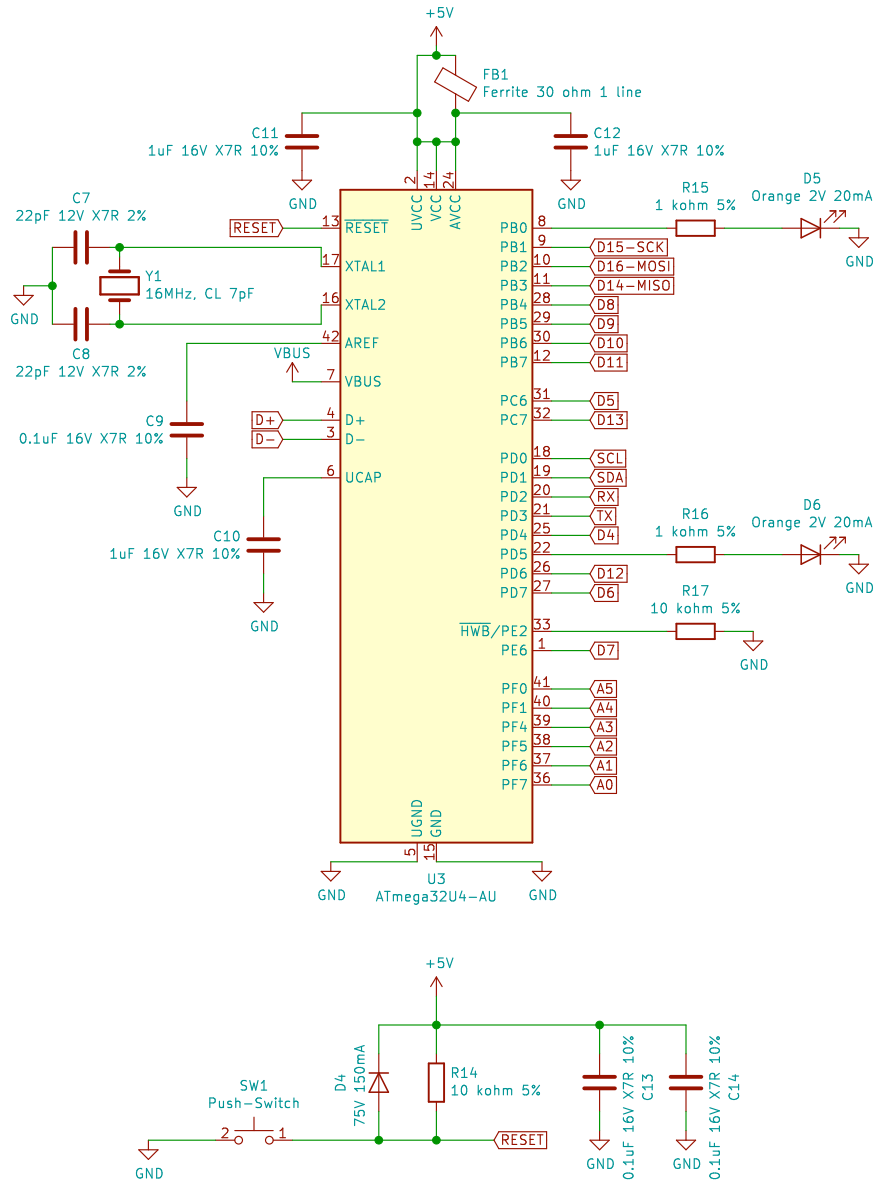 +5V
FB1
Ferrite 30 ohm 1 line
C11
1uF 16V X7R 10%
GND
C12
1uF 16V X7R 10%
GND
2
14
24
UVCC
VCC
AVCC
C7
22pF 12V X7R 2%
RESET
13
RESET
17
XTAL1
Y1
16MHz, CL 7pF
GND
16
XTAL2
C8
22pF 12V X7R 2%
42
AREF
VBUS
7
VBUS
C9
0.1uF 16V X7R 10%
GND
D+
4
D+
D-
3
D-
6
UCAP
C10
1uF 16V X7R 10%
GND
PB0
8
R15
1 kohm 5%
D5
Orange 2V 20mA
GND
PB1
9
D15-SCK
PB2
10
D16-MOSI
PB3
11
D14-MISO
PB4
28
D8
PB5
29
D9
PB6
30
D10
PB7
12
D11
PC6
31
D5
PC7
32
D13
PD0
18
SCL
PD1
19
SDA
PD2
20
RX
PD3
21
TX
PD4
25
D4
PD5
22
R16
1 kohm 5%
D6
Orange 2V 20mA
GND
PD6
26
D12
PD7
27
D6
R17
10 kohm 5%
GND
HWB/PE2
33
PE6
1
D7
PF0
41
A5
PF1
40
A4
PF4
39
A3
PF5
38
A2
PF6
37
A1
PF7
36
A0
UGND
GND
5
15
GND
GND
U3
ATmega32U4-AU
+5V
D4
75V 150mA
R14
10 kohm 5%
SW1
Push-Switch
2
1
GND
RESET
GND
0.1uF 16V X7R 10%
C13
GND
0.1uF 16V X7R 10%
C14